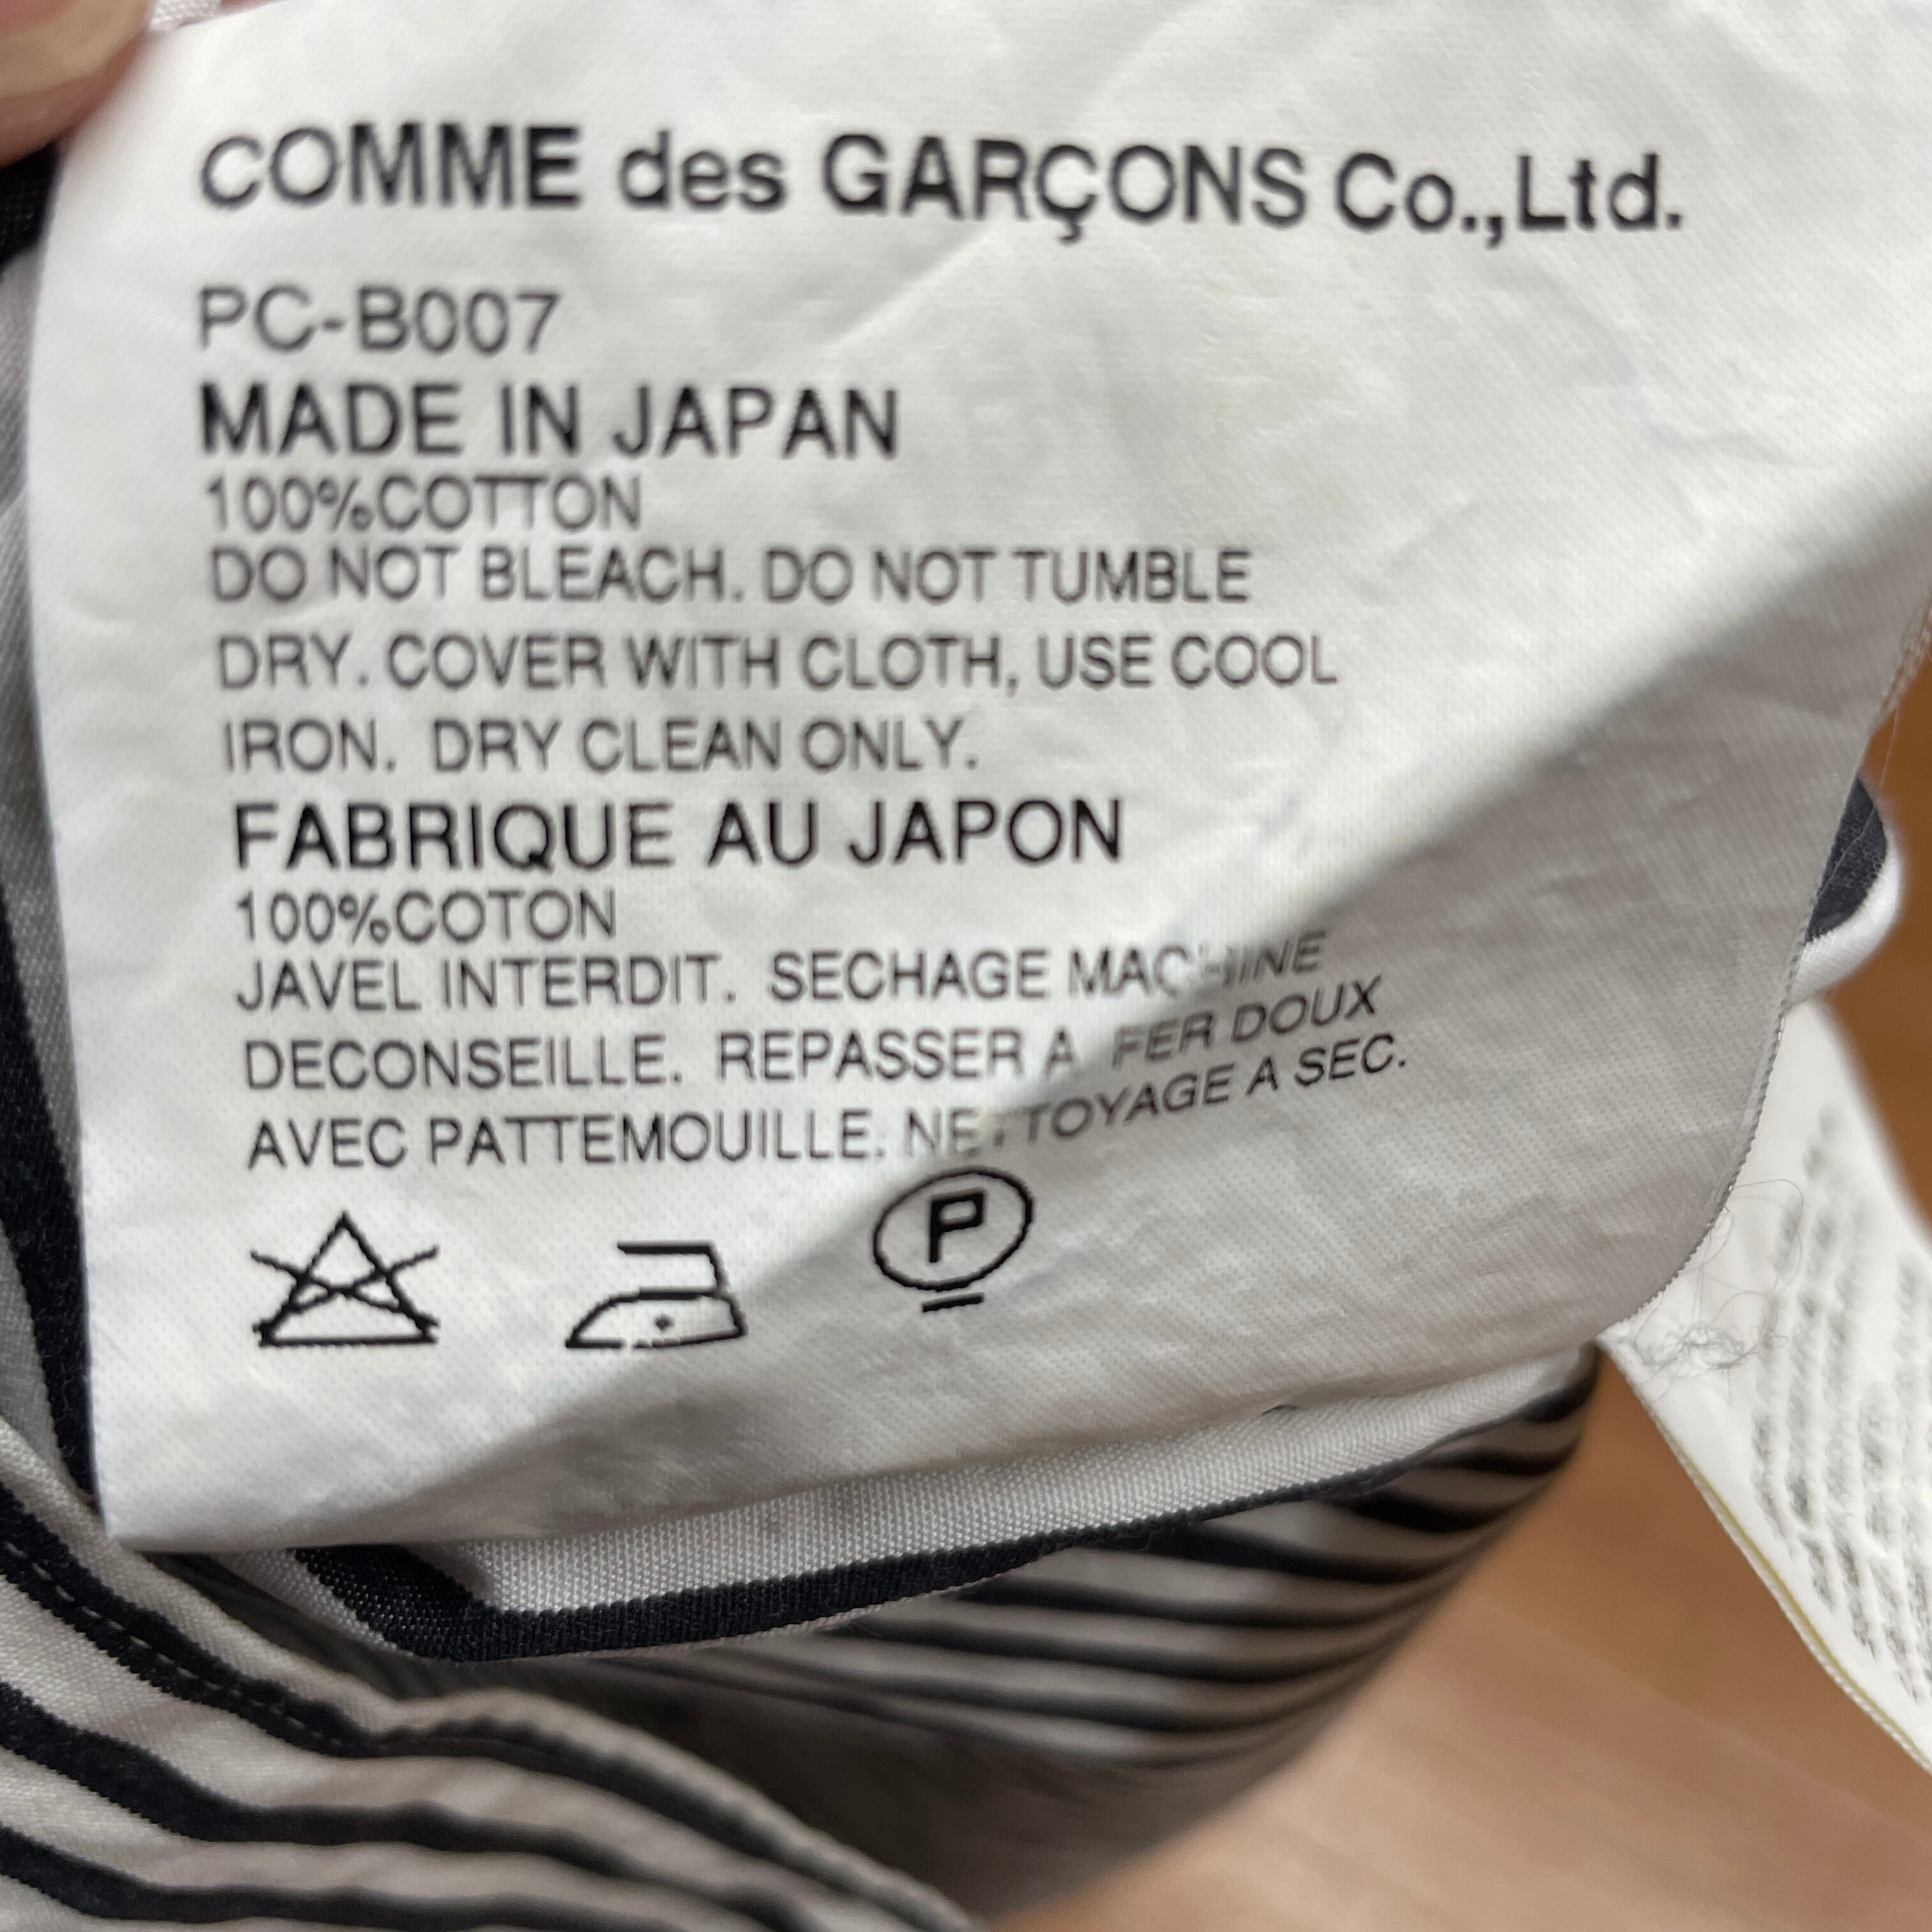 COMME des GARÇONS Co.,Ltd.
PC-B007
MADE IN JAPAN
100%COTTON
DO NOT BLEACH. DO NOT TUMBLE
DRY. COVER WITH CLOTH, USE COOL
IRON. DRY CLEAN ONLY.
FABRIQUE AU JAPON
100%COTON
JAVEL INTERDIT. SECHAGE MACHINE
DECONSEILLE. REPASSER A FER DOUX
AVEC PATTEMOUILLE. NETTOYAGE A SEC.
P